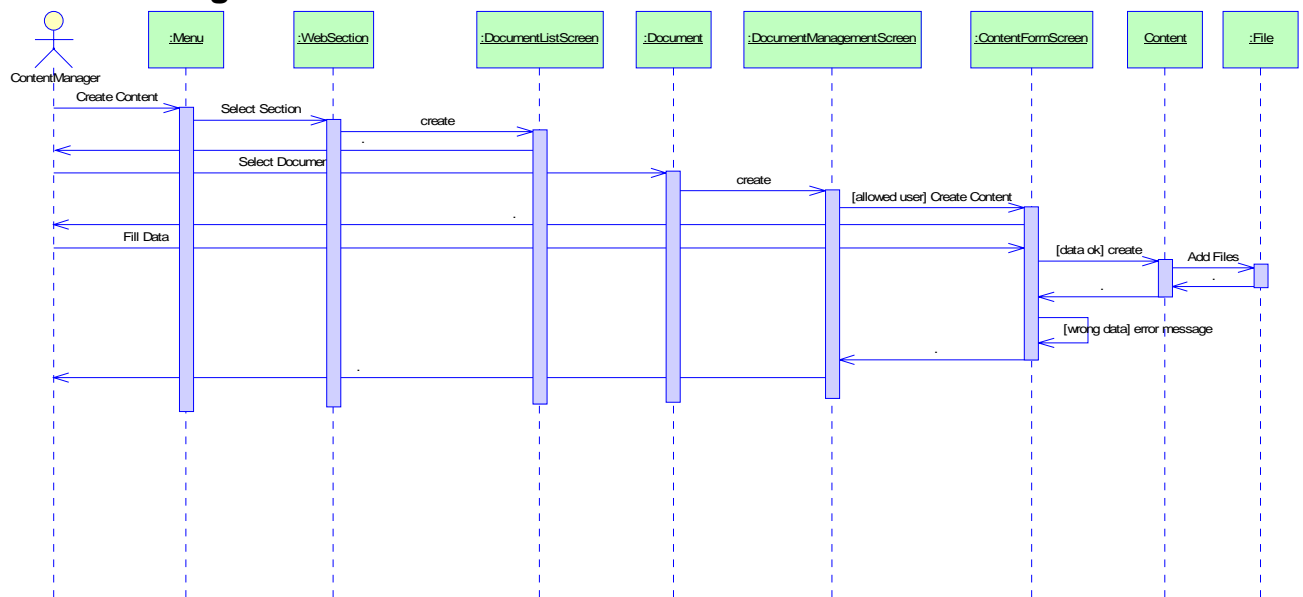 :Menu
:WebSection
:DocumentListScreen
:Document
:DocumentManagementScreen
:ContentFormScreen
Content
:File
ContentManager
Create Content
Select Section
create
.
Select Documen
create
[allowed user] Create Content
.
Fill Data
[data ok] create
Add Files
.
.
[wrong data] error message
.
.